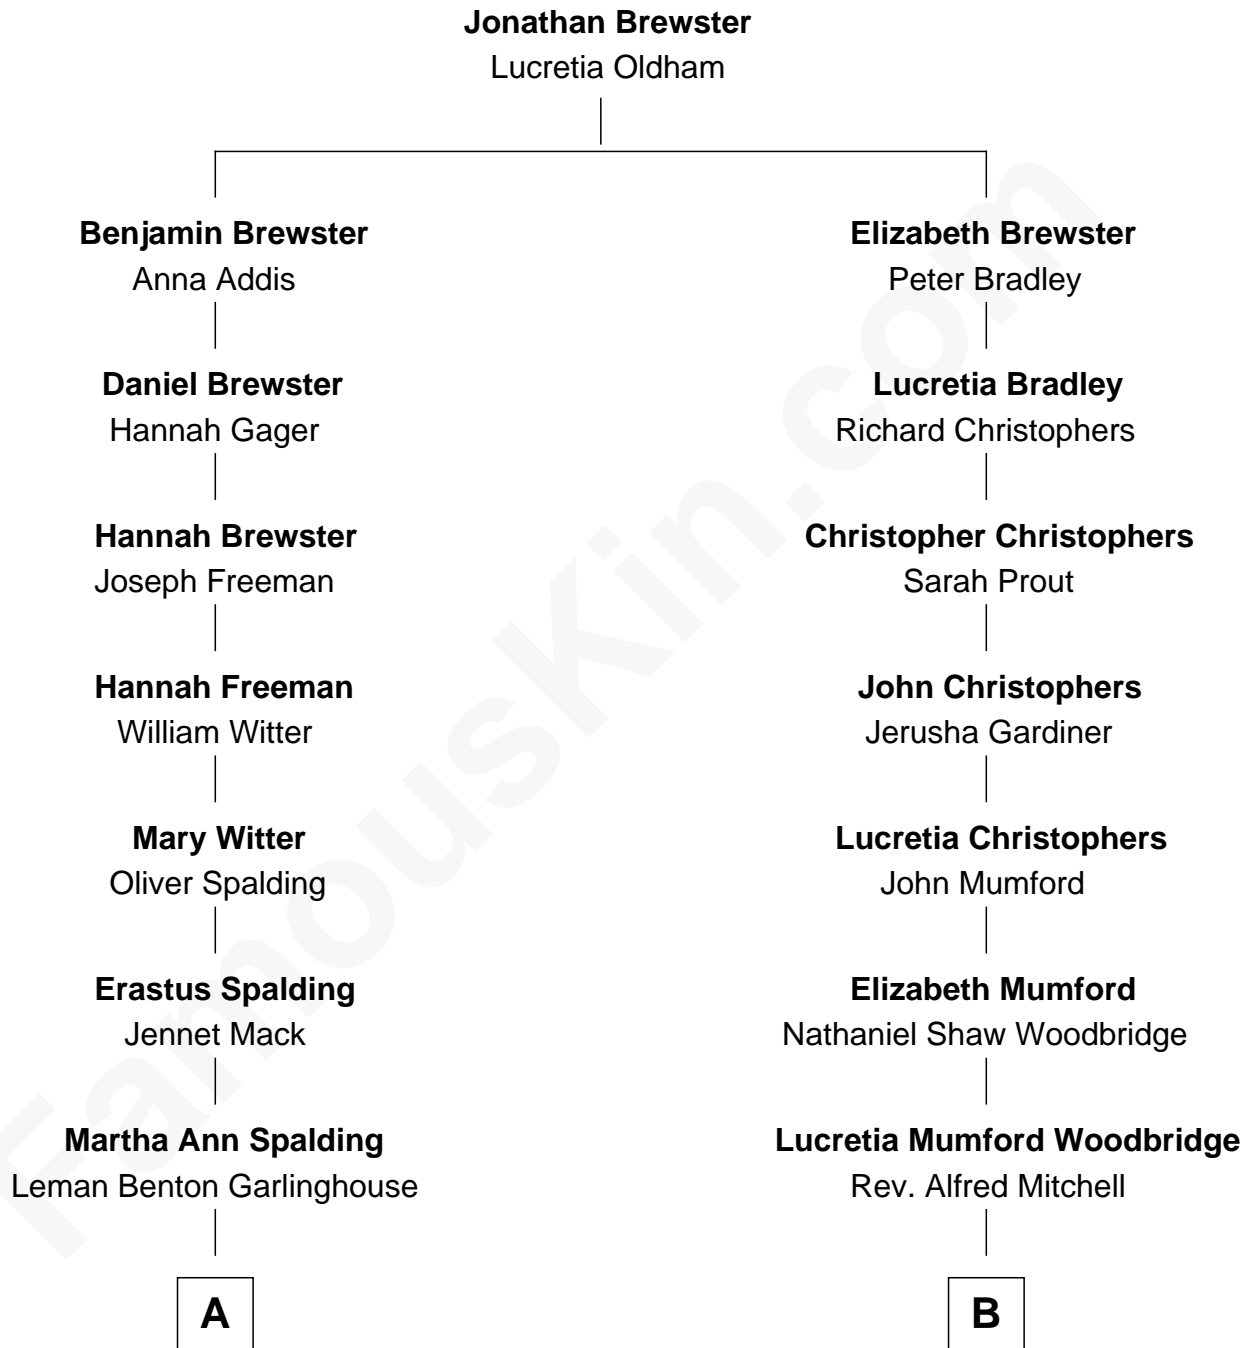 Jonathan Brewster
Lucretia Oldham
Benjamin Brewster
Anna Addis
Daniel Brewster
Hannah Gager
Hannah Brewster
Joseph Freeman
Hannah Freeman
William Witter
Mary Witter
Oliver Spalding
Erastus Spalding
Jennet Mack
Martha Ann Spalding
Leman Benton Garlinghouse
A
Elizabeth Brewster
Peter Bradley
Lucretia Bradley
Richard Christophers
Christopher Christophers
Sarah Prout
John Christophers
Jerusha Gardiner
Lucretia Christophers
John Mumford
Elizabeth Mumford
Nathaniel Shaw Woodbridge
Lucretia Mumford Woodbridge
Rev. Alfred Mitchell
B
FamousKin.com